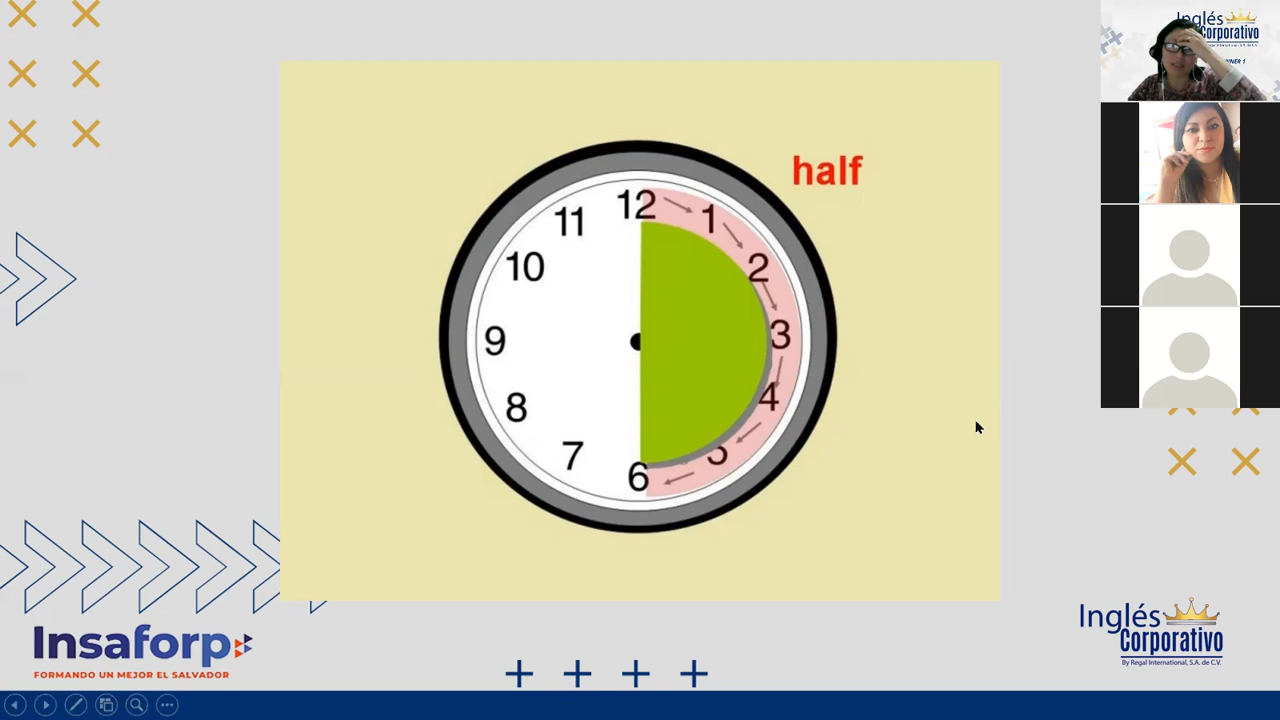 half
12
1
2
3
4
5
6
7
8
9
10
11
Insaforp
FORMANDO UN MEJOR EL SALVADOR
Inglés
Corporativo
By Regal International, S.A. de C.V.
Inglés
Corporativo